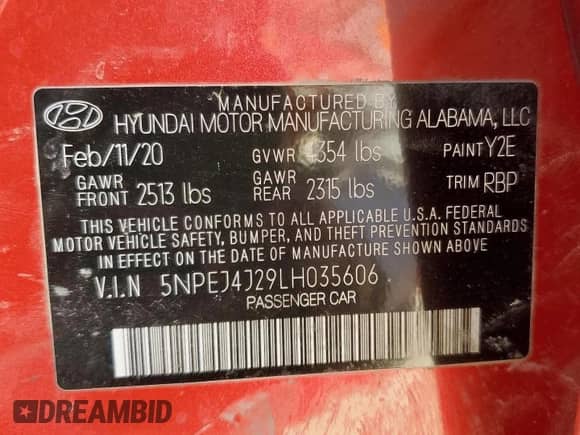 MANUFACTURED BY
HYUNDAI MOTOR MANUFACTURING ALABAMA, LLC
Feb/11/20 GVWR 4354 lbs PAINT Y2E
GAWR FRONT 2513 lbs GAWR REAR 2315 lbs TRIM RBP
THIS VEHICLE CONFORMS TO ALL APPLICABLE U.S.A. FEDERAL
MOTOR VEHICLE SAFETY, BUMPER, AND THEFT PREVENTION STANDARDS
IN EFFECT ON THE DATE OF MANUFACTURE SHOWN ABOVE
V.I.N 5NPEJ4J29LH035606
PASSENGER CAR
DREAMBID